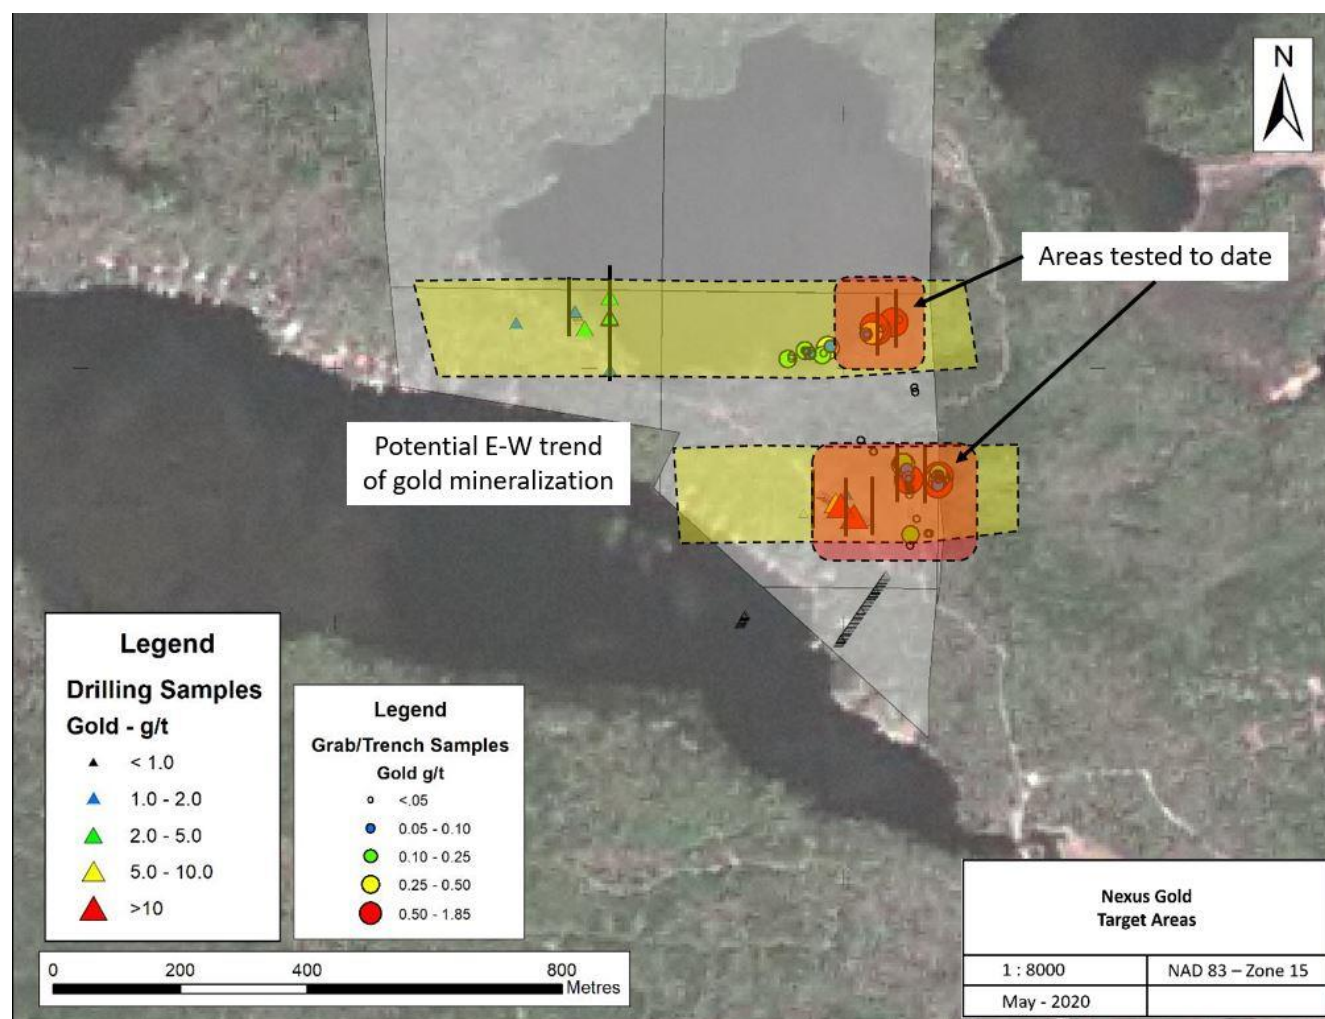 N
Areas tested to date
Potential E-W trend
of gold mineralization
Legend
Drilling Samples
Gold - g/t
< 1.0
1.0 - 2.0
2.0 - 5.0
5.0 - 10.0
>10
Legend
Grab/Trench Samples
Gold g/t
<.05
0.05 - 0.10
0.10 - 0.25
0.25 - 0.50
0.50 - 1.85
0 200 400 800
Metres
Nexus Gold
Target Areas
1 : 8000 NAD 83 – Zone 15
May - 2020